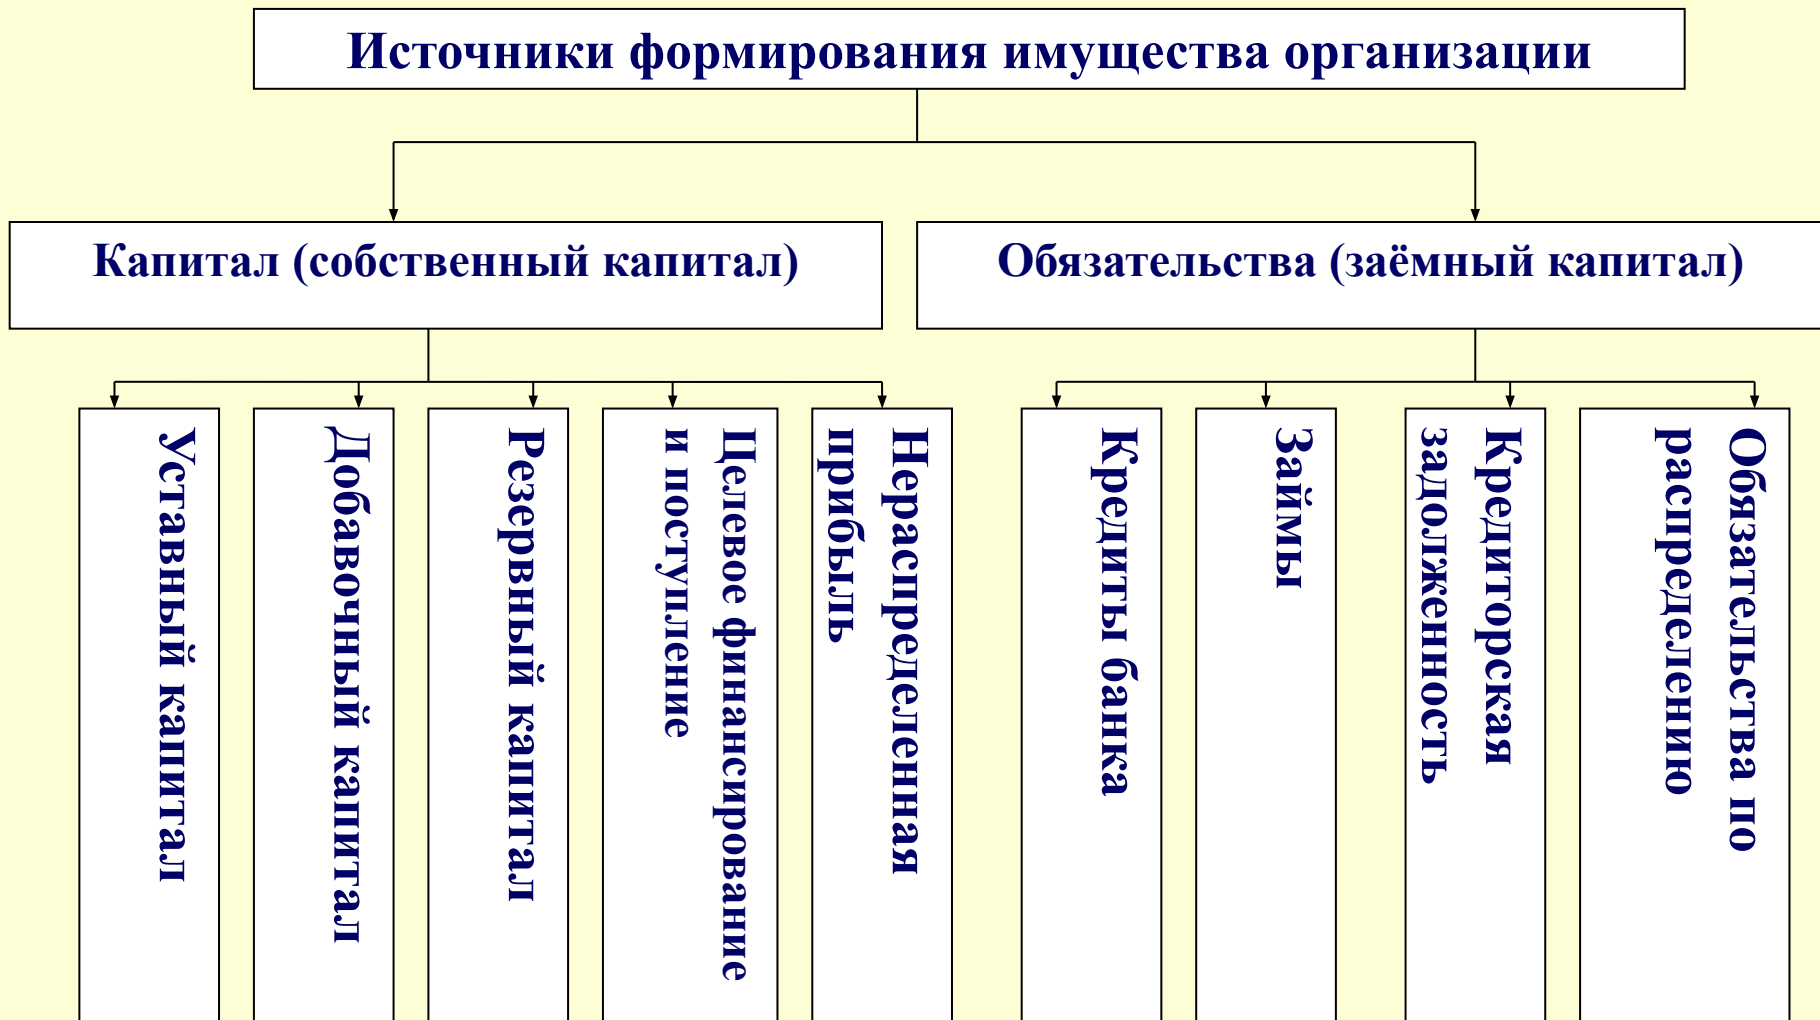 Источники формирования имущества организации
Капитал (собственный капитал)
Обязательства (заёмный капитал)
Уставный капитал
Добавочный капитал
Резервный капитал
Целевое финансирование
и поступление
Нераспределенная
прибыль
Кредиты банка
Займы
Кредиторская
задолженность
Обязательства по
распределению